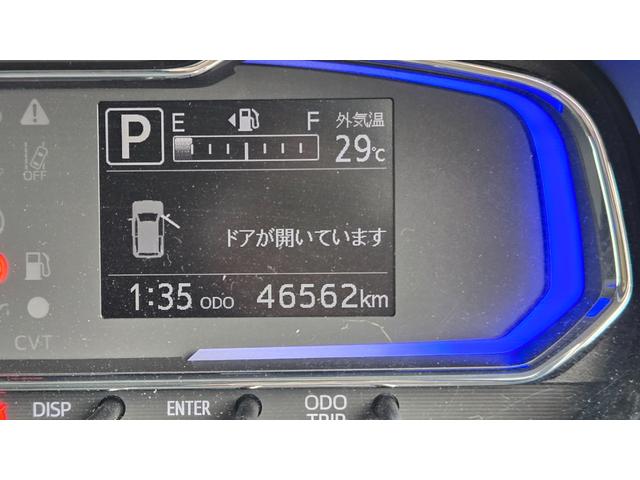 P E F 外気温
29℃
OFF
ドアが開いています
1:35 ODO 46562km
CVT
DISP ENTER ODO
TRIP